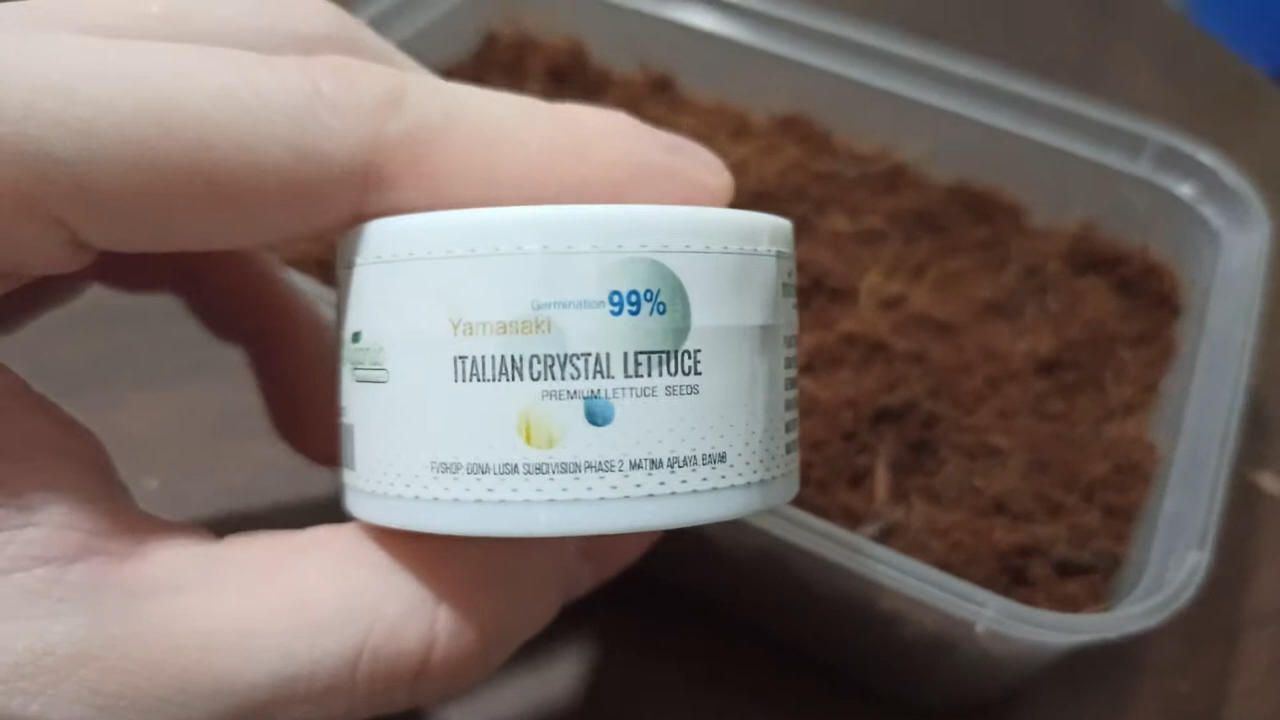 Germination 99%
Yamasaki
ITALIAN CRYSTAL LETTUCE
PREMIUM LETTUCE SEEDS
FVSHOP: DONA LUSIA SUBDIVISION PHASE 2, MATINA APLAYA, DAVAO